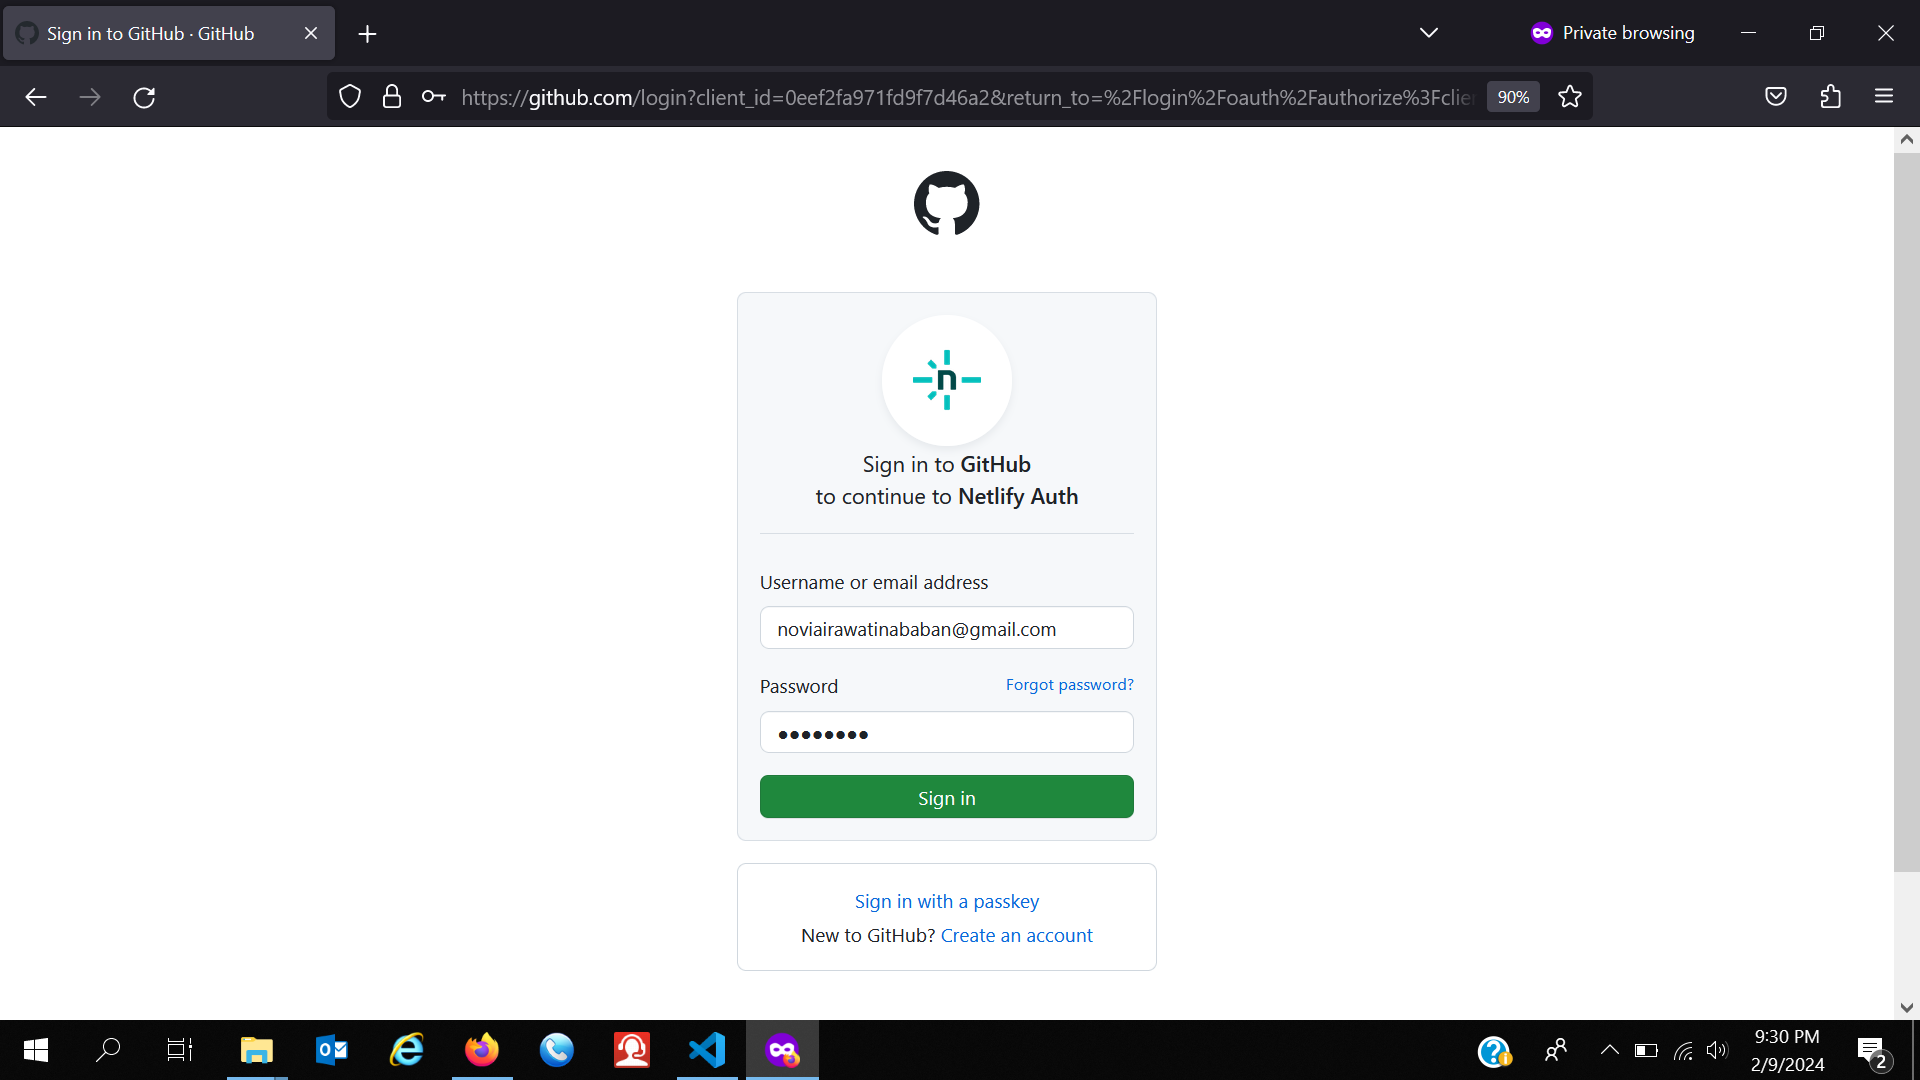 Sign in to GitHub · GitHub
Private browsing
https://github.com/login?client_id=0eef2fa971fd9f7d46a2&return_to=%2Flogin%2Foauth%2Fauthorize%3Fclie
90%
n
Sign in to GitHub
to continue to Netlify Auth
Username or email address
noviairawatinababan@gmail.com
Password
Forgot password?
Sign in
Sign in with a passkey
New to GitHub? Create an account
9:30 PM
2/9/2024
2